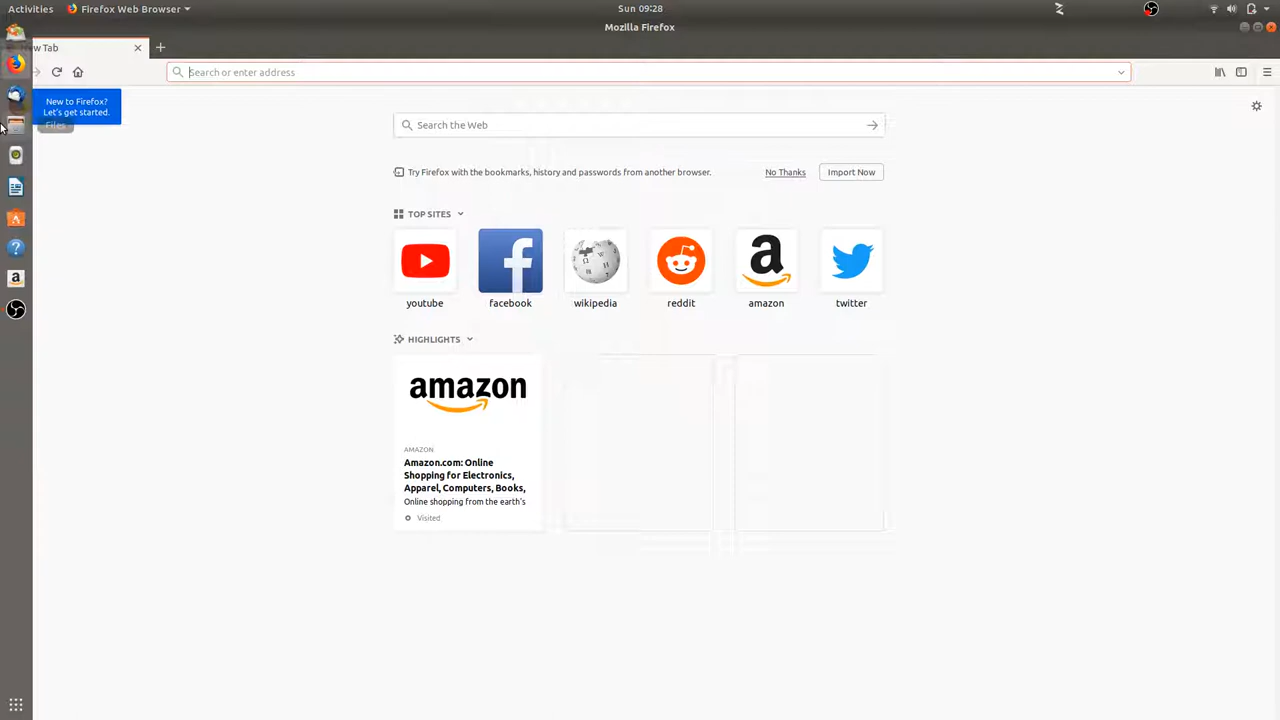 Activities
Firefox Web Browser
Sun 09:28
Mozilla Firefox
New Tab
Search or enter address
New to Firefox?
Let's get started.
Files
Search the Web
Try Firefox with the bookmarks, history and passwords from another browser.
No Thanks
Import Now
TOP SITES
youtube
facebook
wikipedia
reddit
amazon
twitter
HIGHLIGHTS
amazon
AMAZON
Amazon.com: Online
Shopping for Electronics,
Apparel, Computers, Books,
Online shopping from the earth's
Visited